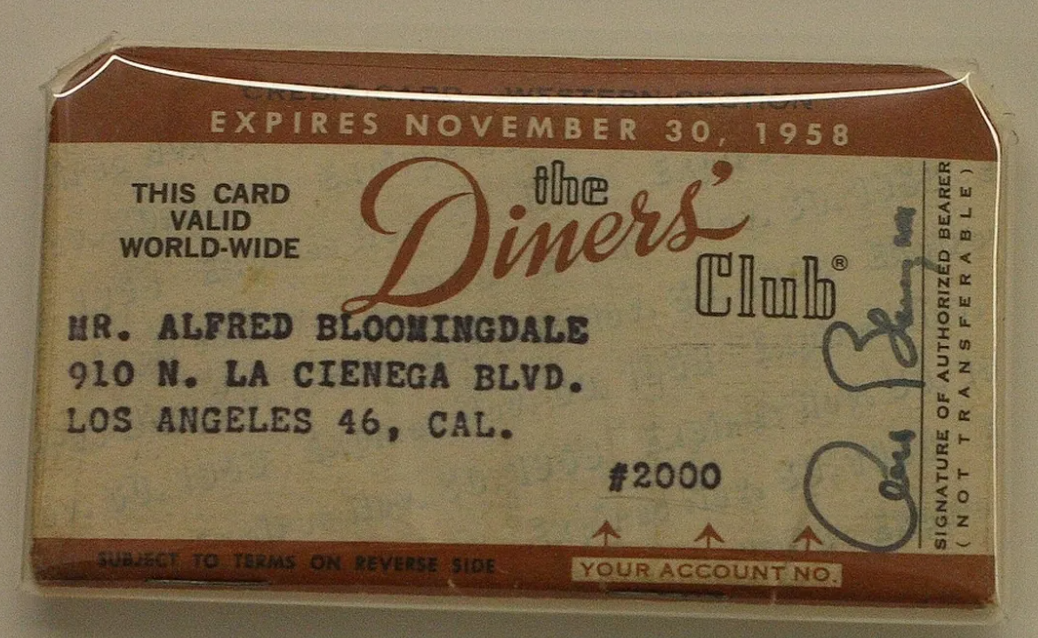 CREDIT CARD - WESTERN SECTION
EXPIRES NOVEMBER 30, 1958
THIS CARD
VALID
WORLD-WIDE
the
Diners'
Club®
MR. ALFRED BLOOMINGDALE
910 N. LA CIENEGA BLVD.
LOS ANGELES 46, CAL.
#2000
SUBJECT TO TERMS ON REVERSE SIDE
YOUR ACCOUNT NO.
SIGNATURE OF AUTHORIZED BEARER
(NOT TRANSFERABLE)